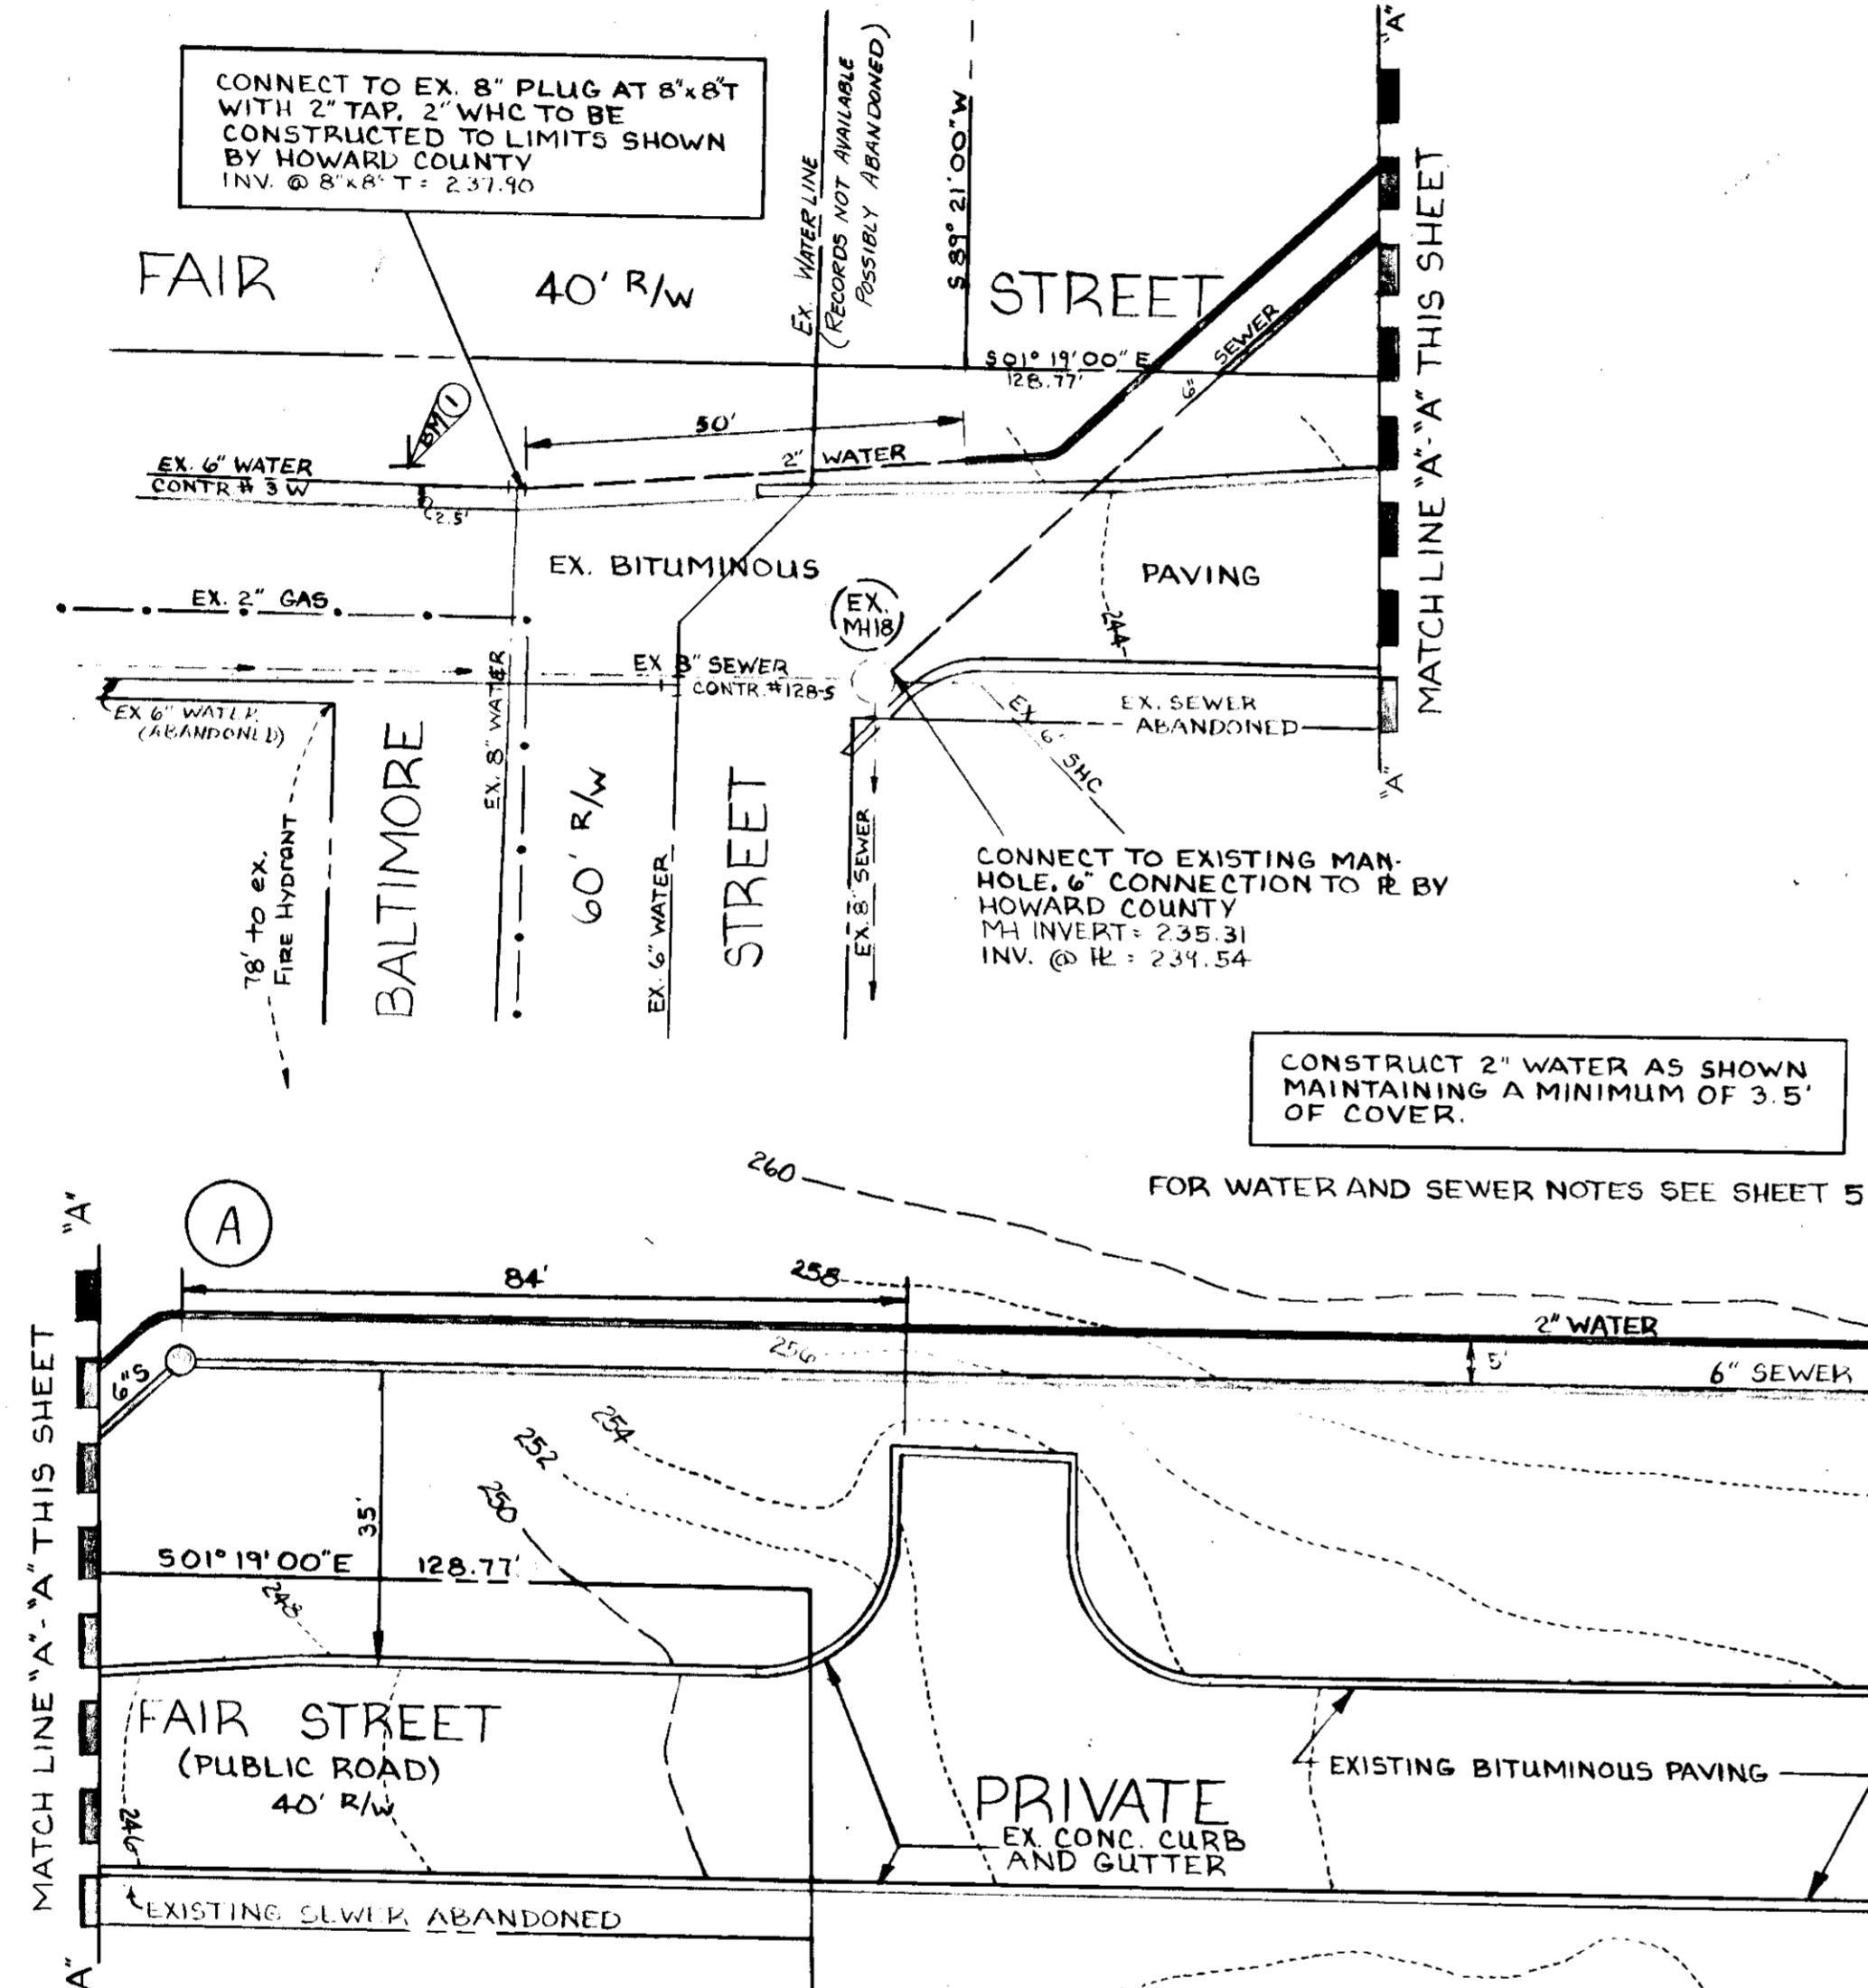 CONNECT TO EX. 8" PLUG AT 8"x8"T
WITH 2" TAP. 2" WHC TO BE
CONSTRUCTED TO LIMITS SHOWN
BY HOWARD COUNTY
INV. @ 8"x8" T = 237.90
EX. WATERLINE
(RECORDS NOT AVAILABLE
POSSIBLY ABANDONED)
S 89° 21' 00" W
"A"
MATCH LINE "A"-"A" THIS SHEET
"A"
FAIR
40' R/W
STREET
S 01° 19' 00" E
128.77'
6" SEWER
BM 1
50'
2" WATER
EX. 6" WATER
CONTR # 3 W
2.5'
EX. BITUMINOUS
PAVING
244
EX. 2" GAS
EX.
MH18
EX 8" SEWER
CONTR. #128-S
EX. 8" WATER
EX 6" WATER
(ABANDONED)
EX. SEWER
ABANDONED
EX 6" SHC
BALTIMORE
60' R/W
STREET
EX. 6" WATER
EX. 8" SEWER
78' to ex.
FIRE HYDRANT
CONNECT TO EXISTING MAN-
HOLE. 6" CONNECTION TO PL BY
HOWARD COUNTY
MH INVERT = 235.31
INV. @ PL = 239.54
CONSTRUCT 2" WATER AS SHOWN
MAINTAINING A MINIMUM OF 3.5'
OF COVER.
FOR WATER AND SEWER NOTES SEE SHEET 5
260
"A"
A
84'
258
2" WATER
256
5'
6" SEWER
6" S
MATCH LINE "A"-"A" THIS SHEET
254
252
250
35'
S01° 19' 00" E 128.77'
248
FAIR STREET
(PUBLIC ROAD)
40' R/W
246
PRIVATE
EXISTING BITUMINOUS PAVING
EX. CONC. CURB
AND GUTTER
EXISTING SEWER ABANDONED
A"